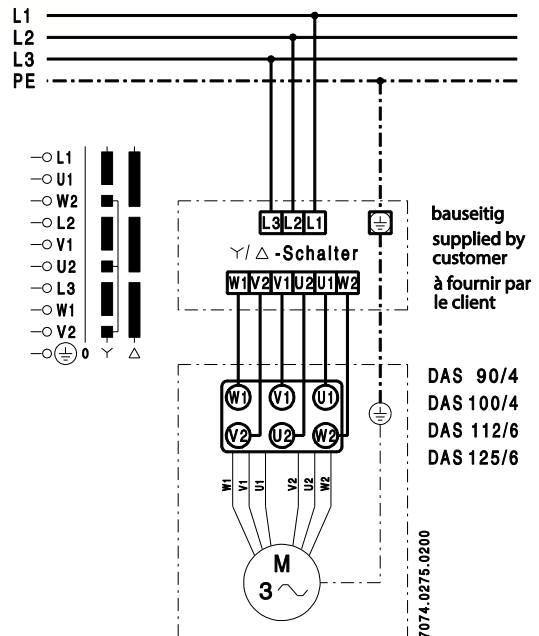 L1
L2
L3
PE
L1
U1
W2
L2
V1
U2
L3
W1
V2
0
L3 L2 L1
Y/△-Schalter
W1 V2 V1 U2 U1 W2
bauseitig
supplied by
customer
à fournir par
le client
W1 V1 U1
V2 U2 W2
DAS 90/4
DAS 100/4
DAS 112/6
DAS 125/6
W1 V1 U1 V2 U2 W2
M
3
7074.0275.0200